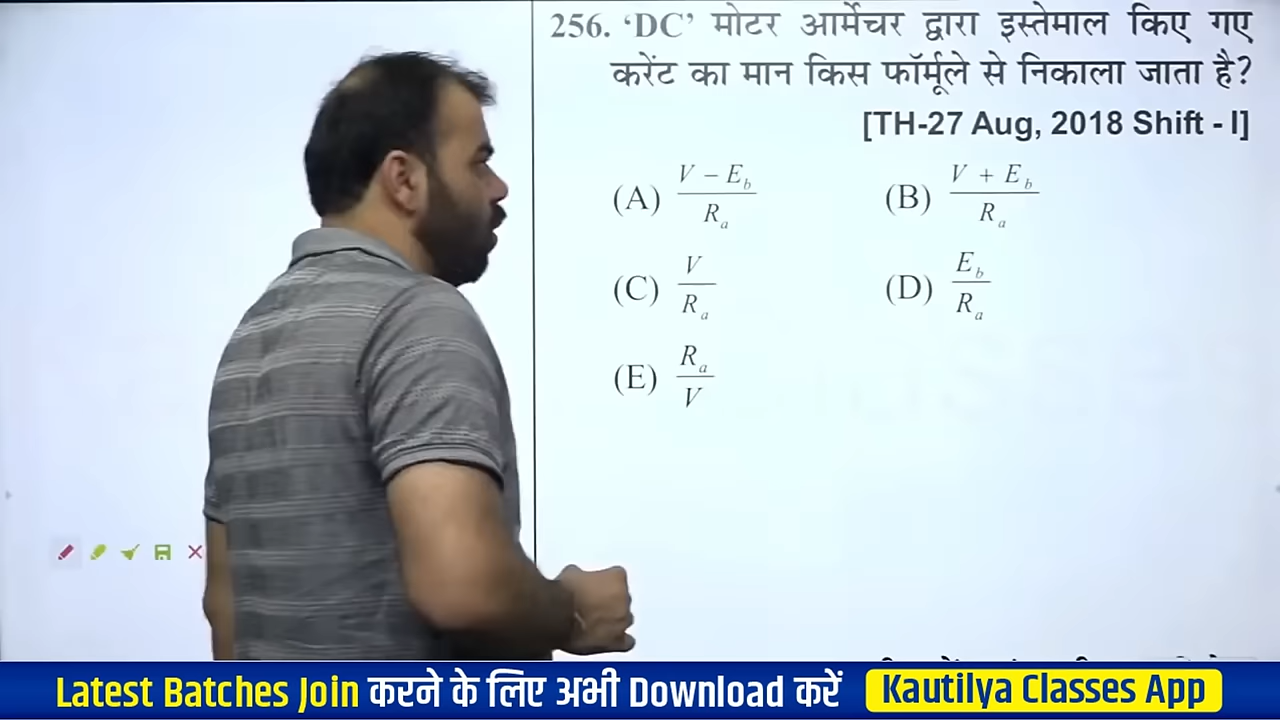 256. ‘DC’ मोटर आर्मेचर द्वारा इस्तेमाल किए गए
करेंट का मान किस फॉर्मूले से निकाला जाता है?
[TH-27 Aug, 2018 Shift - I]
(A) (V – E_b)/R_a (B) (V + E_b)/R_a
(C) V/R_a (D) E_b/R_a
(E) R_a/V
Latest Batches Join करने के लिए अभी Download करें Kautilya Classes App